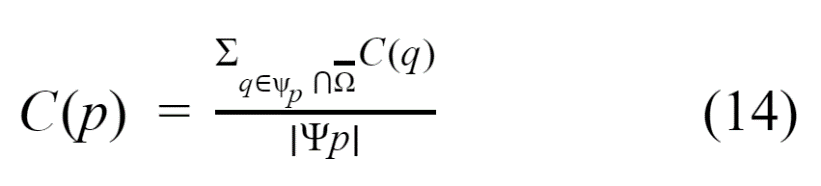 C(p) = Σ_{q∈ψ_p ∩ Ω̅} C(q) / |Ψp| (14)